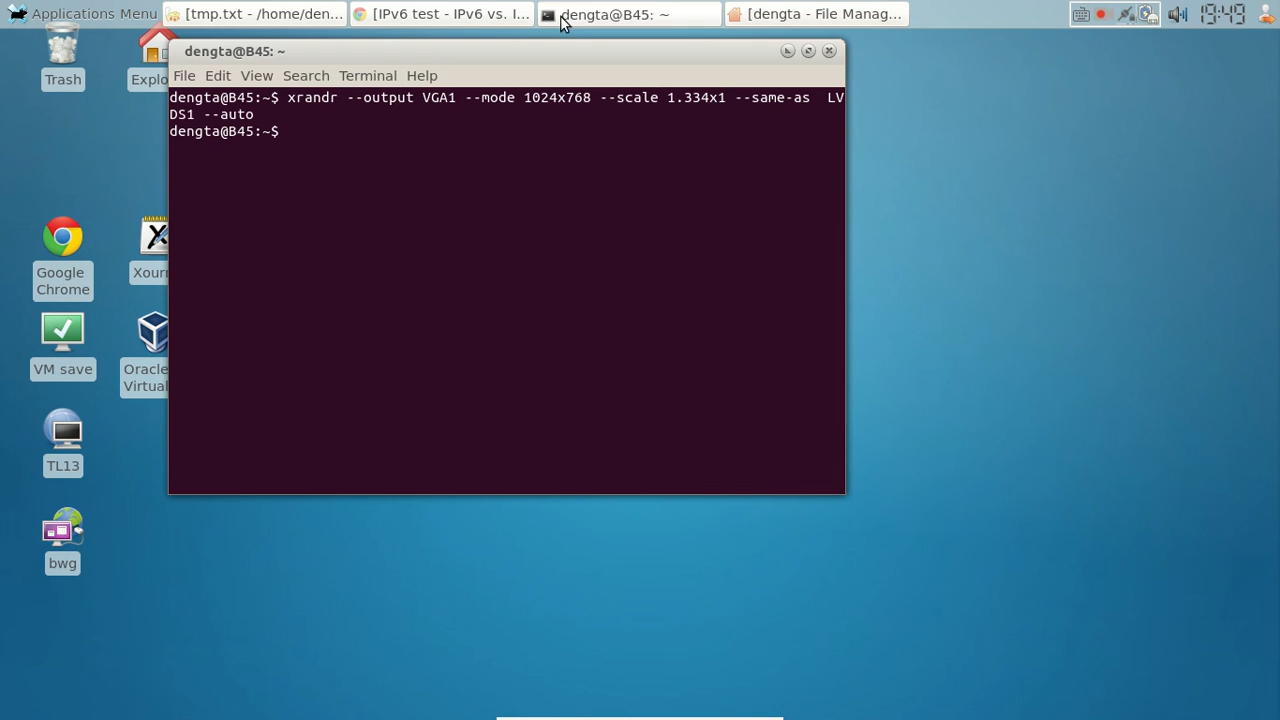 Applications Menu
[tmp.txt - /home/den...
[IPv6 test - IPv6 vs. I...
dengta@B45: ~
[dengta - File Manag...
19:49
dengta@B45: ~
File Edit View Search Terminal Help
dengta@B45:~$ xrandr --output VGA1 --mode 1024x768 --scale 1.334x1 --same-as  LV
DS1 --auto
dengta@B45:~$
Trash
Explo
Google
Chrome
Xour
VM save
Oracle
Virtual
TL13
bwg